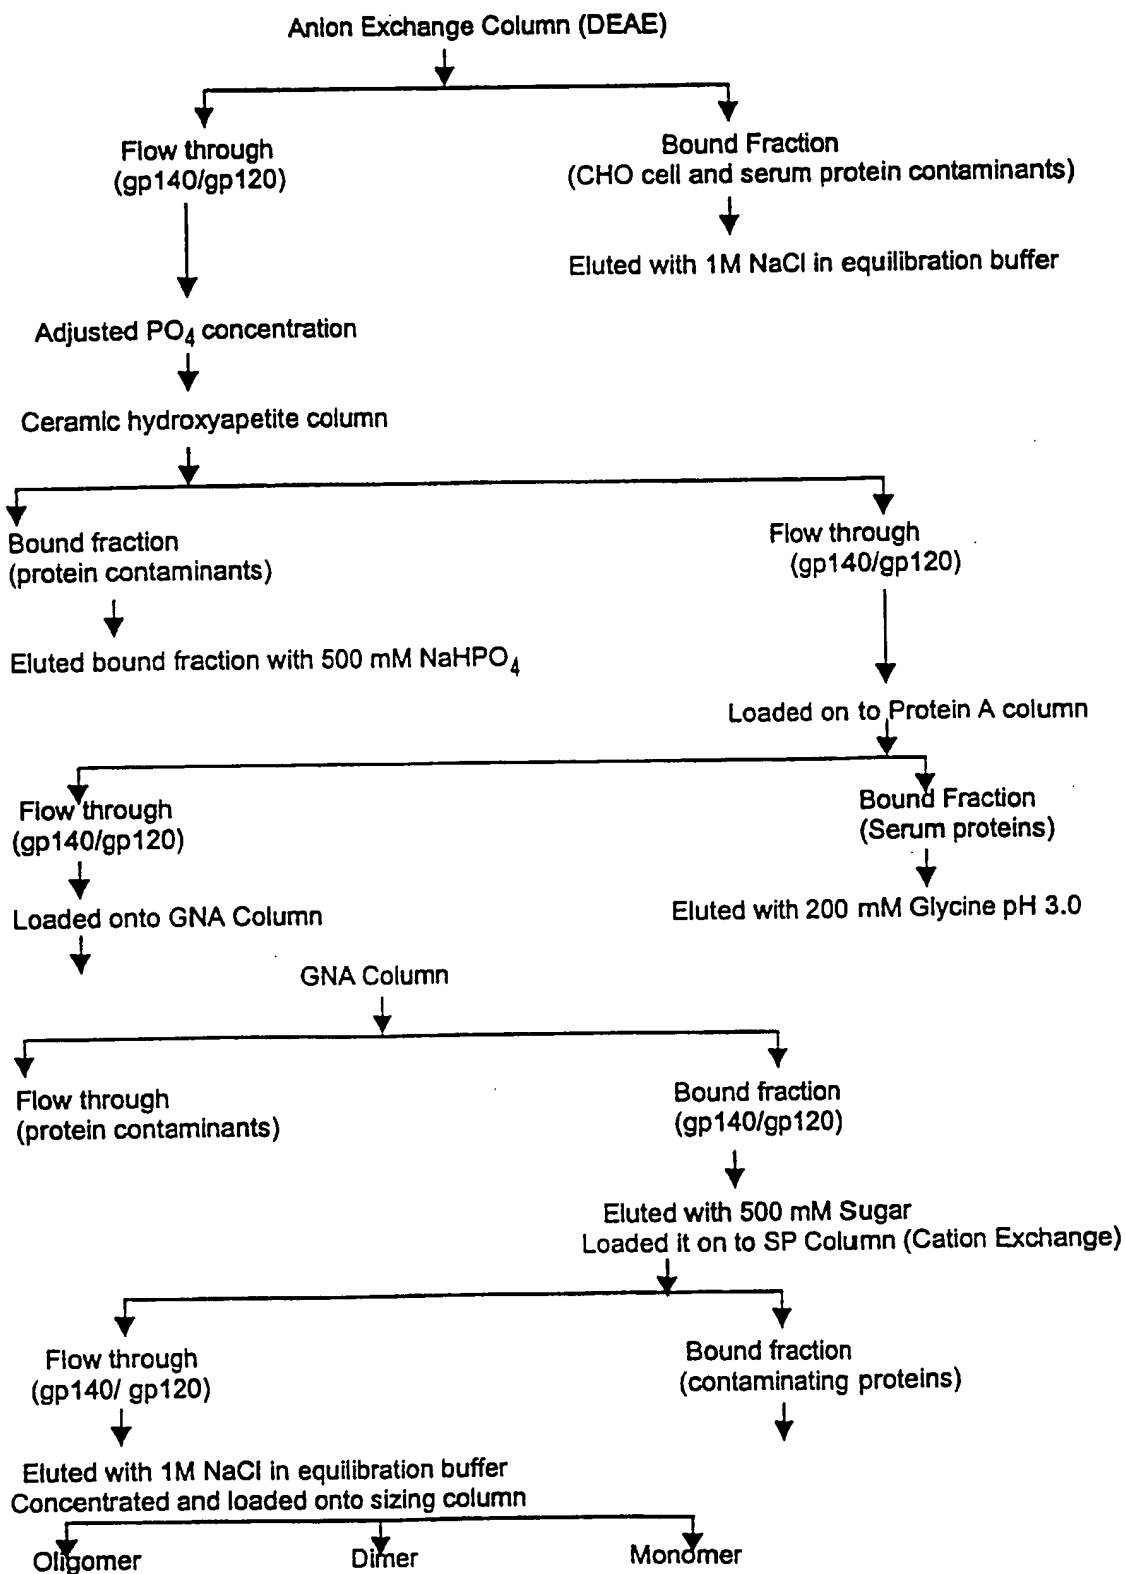 Anion Exchange Column (DEAE)
Flow through
(gp140/gp120)
Bound Fraction
(CHO cell and serum protein contaminants)
Eluted with 1M NaCl in equilibration buffer
Adjusted PO4 concentration
Ceramic hydroxyapetite column
Bound fraction
(protein contaminants)
Eluted bound fraction with 500 mM NaHPO4
Flow through
(gp140/gp120)
Loaded on to Protein A column
Flow through
(gp140/gp120)
Loaded onto GNA Column
Bound Fraction
(Serum proteins)
Eluted with 200 mM Glycine pH 3.0
GNA Column
Flow through
(protein contaminants)
Bound fraction
(gp140/gp120)
Eluted with 500 mM Sugar
Loaded it on to SP Column (Cation Exchange)
Flow through
(gp140/ gp120)
Bound fraction
(contaminating proteins)
Eluted with 1M NaCl in equilibration buffer
Concentrated and loaded onto sizing column
Oligomer
Dimer
Monomer